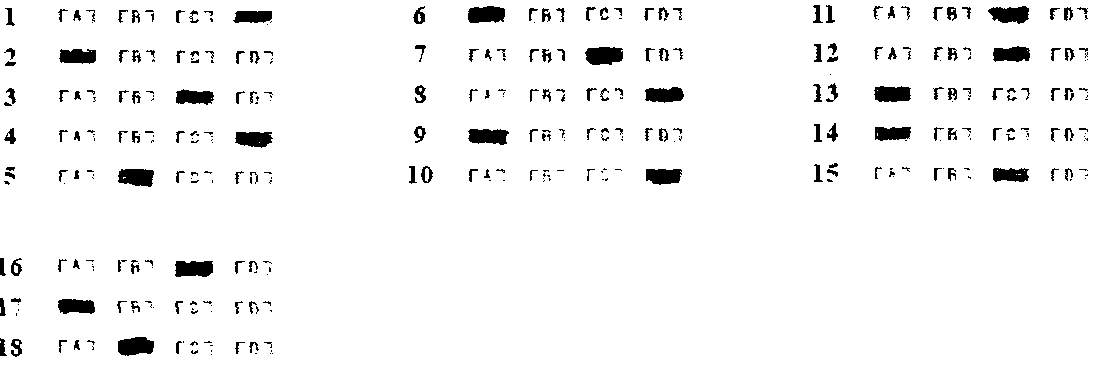 1 [A] [B] [C]
2 [B] [C] [D]
3 [A] [B] [D]
4 [A] [B] [C]
5 [A] [C] [D]
6 [B] [C] [D]
7 [A] [B] [D]
8 [A] [B] [C]
9 [B] [C] [D]
10 [A] [B] [C]
11 [A] [B] [D]
12 [A] [B] [D]
13 [B] [C] [D]
14 [B] [C] [D]
15 [A] [B] [D]
16 [A] [B] [D]
17 [B] [C] [D]
18 [A] [C] [D]